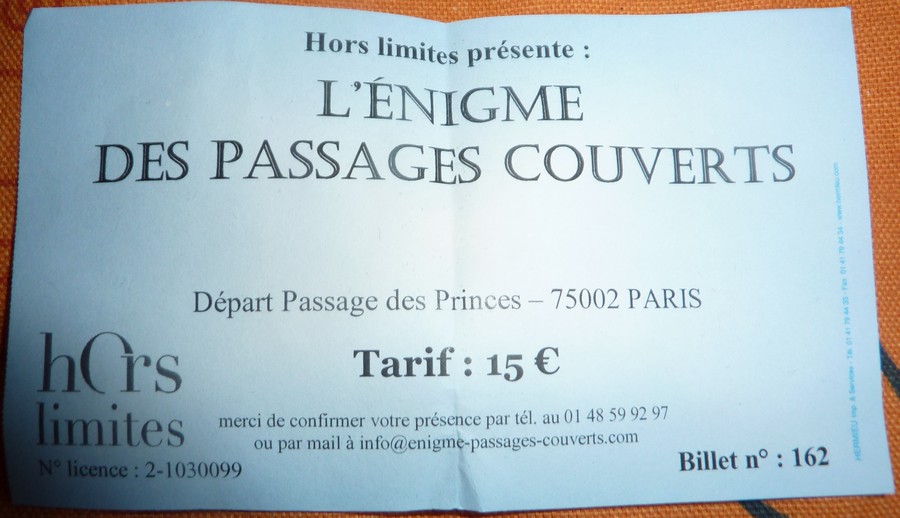 Hors limites présente :
L'ÉNIGME
DES PASSAGES COUVERTS
Départ Passage des Princes – 75002 PARIS
Tarif : 15 €
hOrs
limites
N° licence : 2-1030099
merci de confirmer votre présence par tél. au 01 48 59 92 97
ou par mail à info@enigme-passages-couverts.com
Billet n° : 162